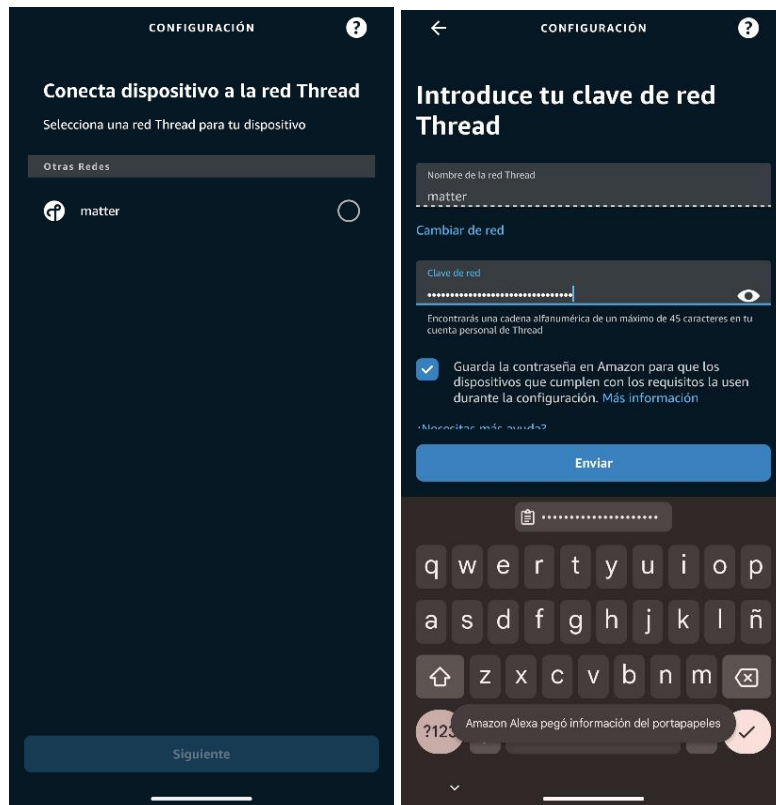 CONFIGURACIÓN
?
Conecta dispositivo a la red Thread
Selecciona una red Thread para tu dispositivo
Otras Redes
matter
Siguiente
CONFIGURACIÓN
?
Introduce tu clave de red
Thread
Nombre de la red Thread
matter
Cambiar de red
Clave de red
••••••••••••••••••••••••••••••••
Encontrarás una cadena alfanumérica de un máximo de 45 caracteres en tu
cuenta personal de Thread
Guarda la contraseña en Amazon para que los
dispositivos que cumplen con los requisitos la usen
durante la configuración. Más información
¿Necesitas más ayuda?
Enviar
•••••••••••••••••••••
q w e r t y u i o p
a s d f g h j k l ñ
z x c v b n m
?123
Amazon Alexa pegó información del portapapeles